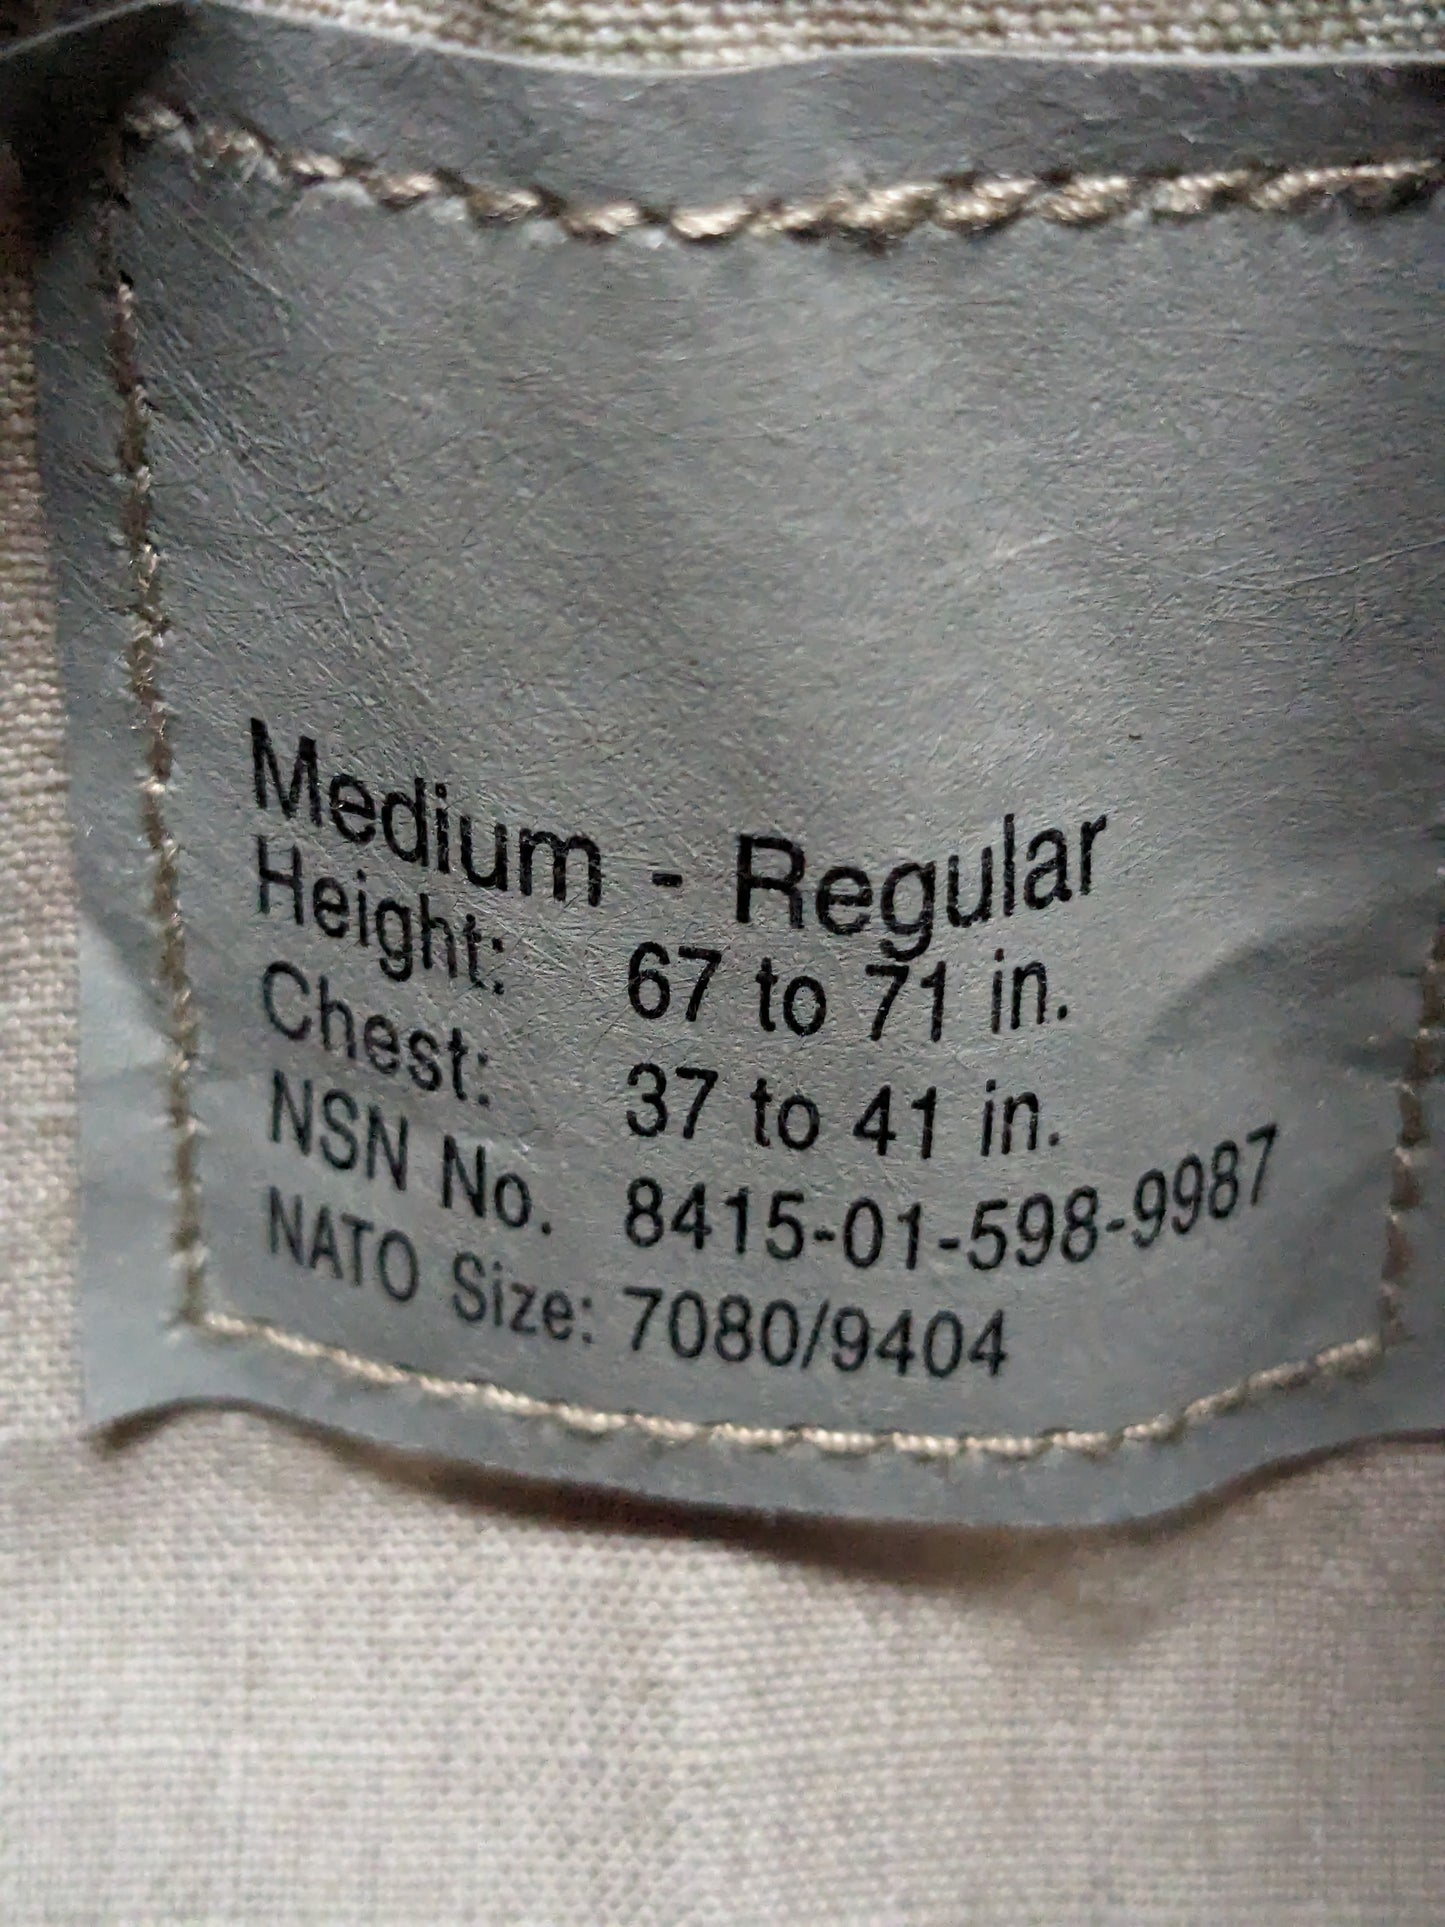 Medium - Regular
Height: 67 to 71 in.
Chest: 37 to 41 in.
NSN No. 8415-01-598-9987
NATO Size: 7080/9404